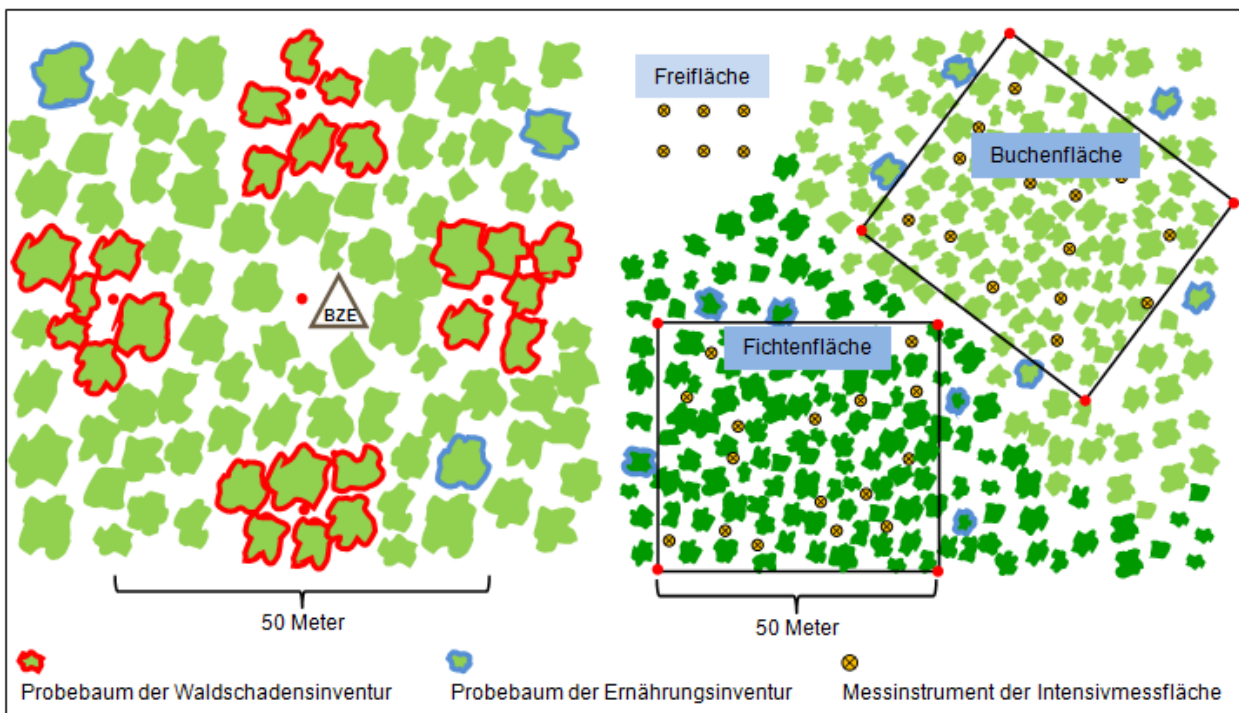 Freifläche
Buchenfläche
BZE
Fichtenfläche
50 Meter
50 Meter
Probebaum der Waldschadensinventur
Probebaum der Ernährungsinventur
Messinstrument der Intensivmessfläche